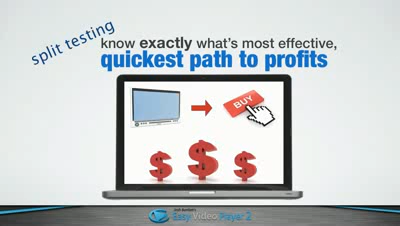 split testing
know exactly what's most effective,
quickest path to profits
BUY
$ $ $
Easy Video Player 2